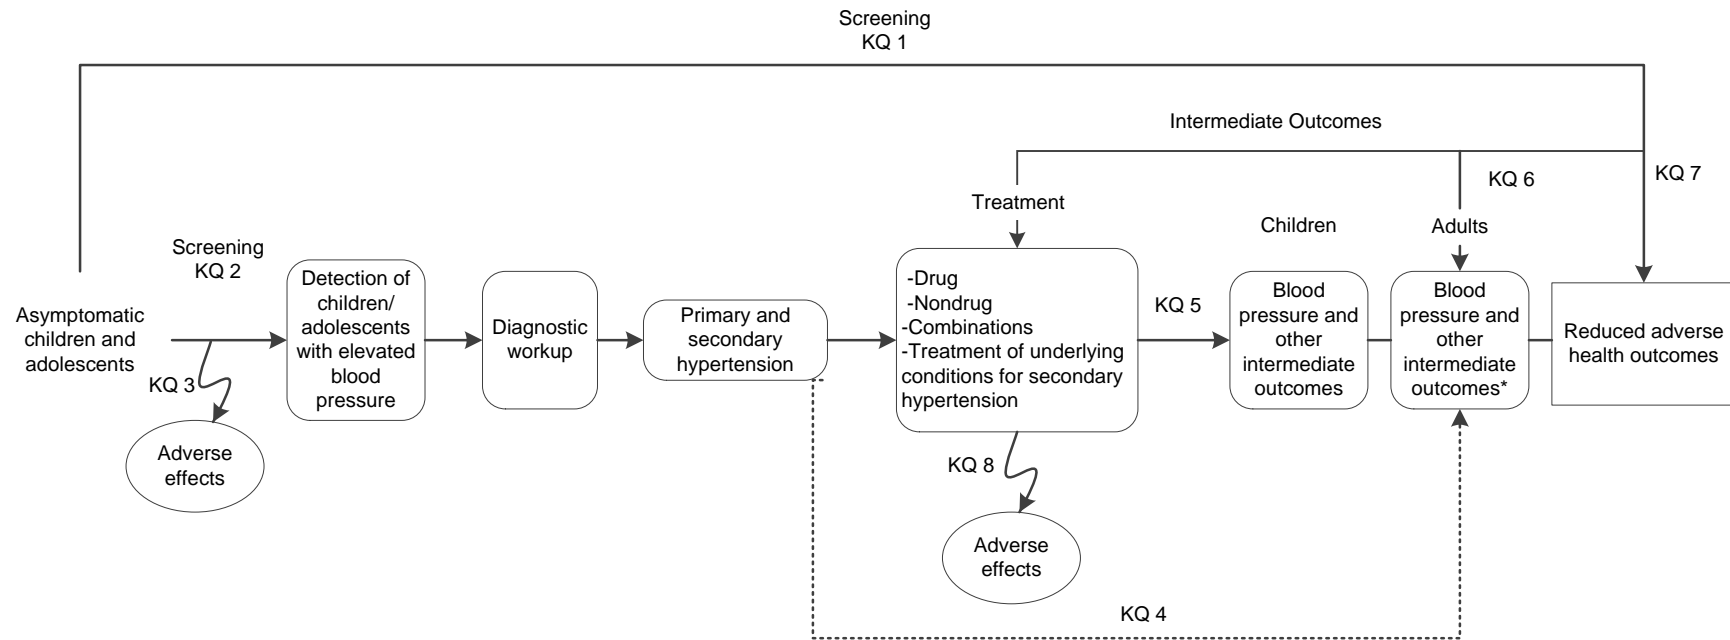 Screening
KQ 1
Intermediate Outcomes
KQ 6
KQ 7
Treatment
Children
Adults
Screening
KQ 2
Asymptomatic
children and
adolescents
KQ 3
Adverse
effects
Detection of
children/
adolescents
with elevated
blood
pressure
Diagnostic
workup
Primary and
secondary
hypertension
-Drug
-Nondrug
-Combinations
-Treatment of underlying
conditions for secondary
hypertension
KQ 5
Blood
pressure and
other
intermediate
outcomes
Blood
pressure and
other
intermediate
outcomes*
Reduced adverse
health outcomes
KQ 8
Adverse
effects
KQ 4